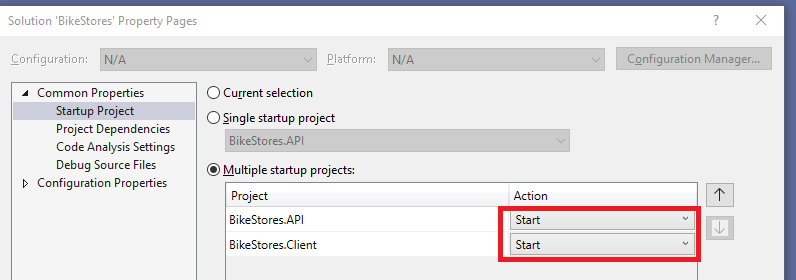 Solution 'BikeStores' Property Pages
? ×
Configuration: N/A Platform: N/A Configuration Manager...
Common Properties
Startup Project
Project Dependencies
Code Analysis Settings
Debug Source Files
Configuration Properties
Current selection
Single startup project
BikeStores.API
Multiple startup projects:
Project Action
BikeStores.API Start
BikeStores.Client Start